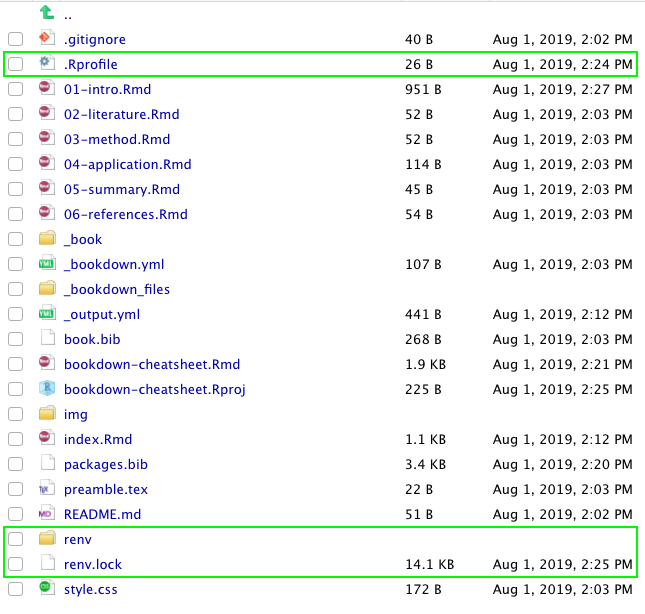 ..
.gitignore 40 B Aug 1, 2019, 2:02 PM
.Rprofile 26 B Aug 1, 2019, 2:24 PM
01-intro.Rmd 951 B Aug 1, 2019, 2:27 PM
02-literature.Rmd 52 B Aug 1, 2019, 2:03 PM
03-method.Rmd 52 B Aug 1, 2019, 2:03 PM
04-application.Rmd 114 B Aug 1, 2019, 2:03 PM
05-summary.Rmd 45 B Aug 1, 2019, 2:03 PM
06-references.Rmd 54 B Aug 1, 2019, 2:03 PM
_book
_bookdown.yml 107 B Aug 1, 2019, 2:03 PM
_bookdown_files
_output.yml 441 B Aug 1, 2019, 2:12 PM
book.bib 268 B Aug 1, 2019, 2:03 PM
bookdown-cheatsheet.Rmd 1.9 KB Aug 1, 2019, 2:21 PM
bookdown-cheatsheet.Rproj 225 B Aug 1, 2019, 2:25 PM
img
index.Rmd 1.1 KB Aug 1, 2019, 2:12 PM
packages.bib 3.4 KB Aug 1, 2019, 2:20 PM
preamble.tex 22 B Aug 1, 2019, 2:03 PM
README.md 51 B Aug 1, 2019, 2:02 PM
renv
renv.lock 14.1 KB Aug 1, 2019, 2:25 PM
style.css 172 B Aug 1, 2019, 2:03 PM